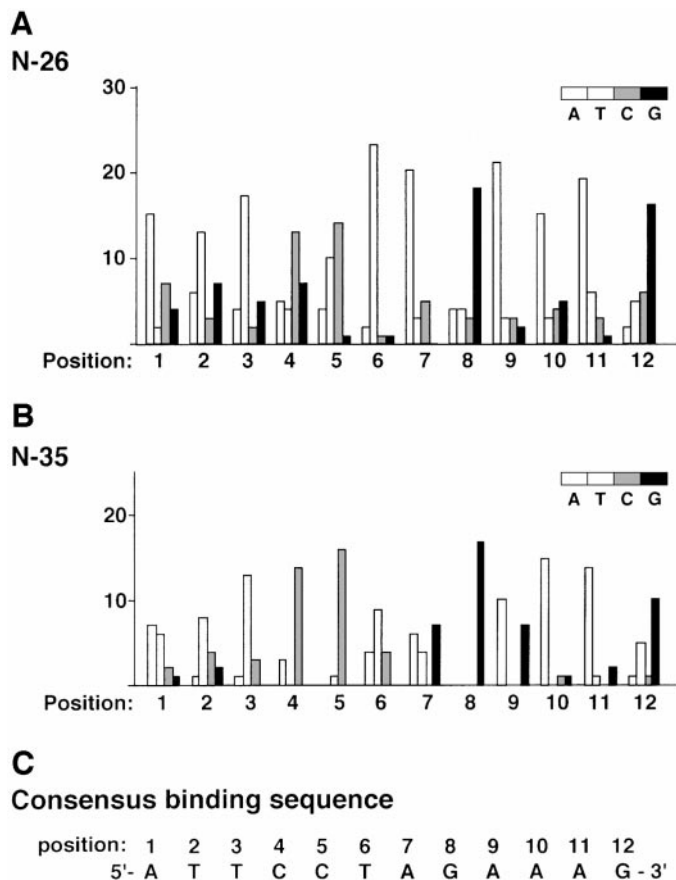 A
N-26
30
20
10
A T C G
Position: 1 2 3 4 5 6 7 8 9 10 11 12
B
N-35
20
10
A T C G
Position: 1 2 3 4 5 6 7 8 9 10 11 12
C
Consensus binding sequence
position: 1 2 3 4 5 6 7 8 9 10 11 12
5'- A T T C C T A G A A A G - 3'